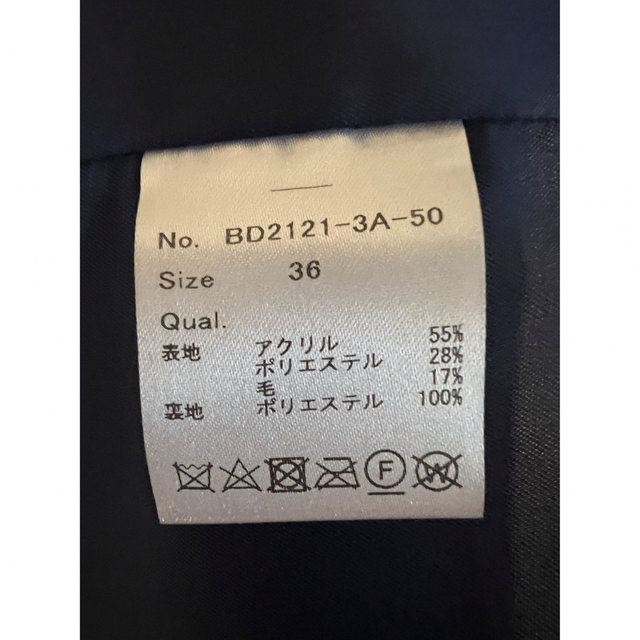 No. BD2121-3A-50
Size 36
Qual.
表地 アクリル 55%
ポリエステル 28%
毛 17%
裏地 ポリエステル 100%
F W